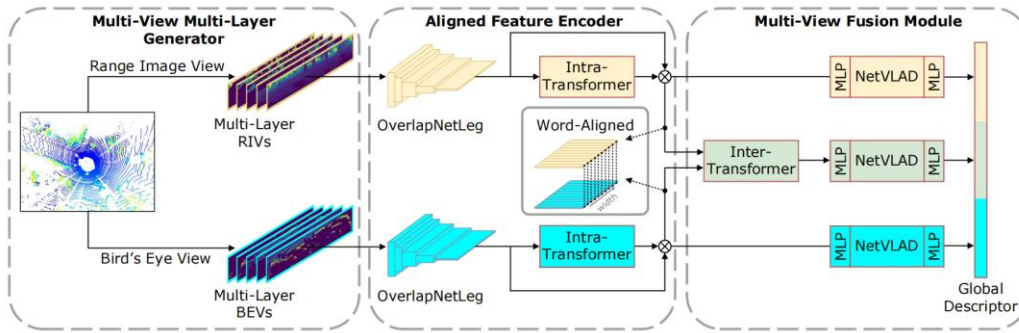 Multi-View Multi-Layer
Generator
Range Image View
Multi-Layer
RIVs
Bird's Eye View
Multi-Layer
BEVs
Aligned Feature Encoder
OverlapNetLeg
Intra-
Transformer
Word-Aligned
width
OverlapNetLeg
Intra-
Transformer
Multi-View Fusion Module
MLP
NetVLAD
MLP
Inter-
Transformer
MLP
NetVLAD
MLP
MLP
NetVLAD
MLP
Global
Descriptor